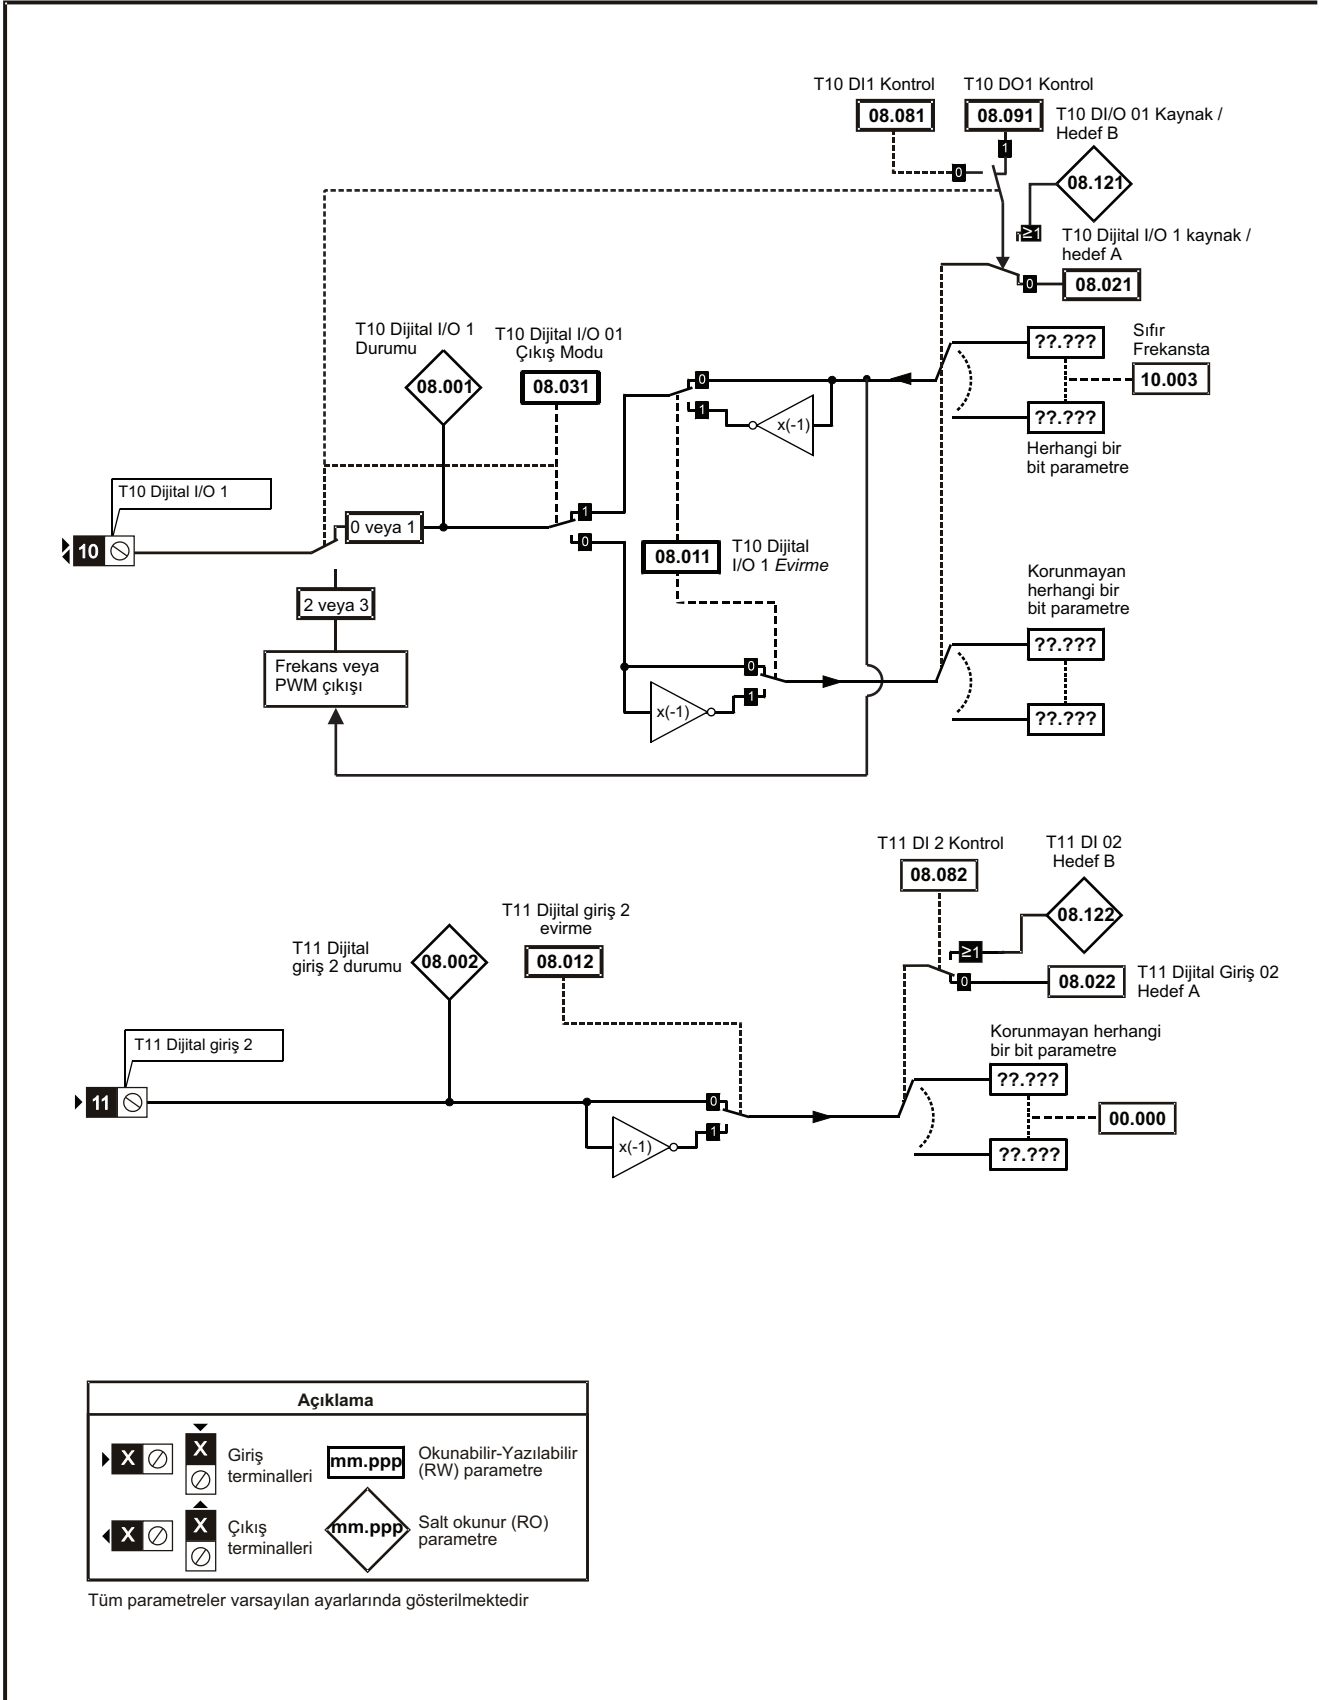 T10 DI1 Kontrol
T10 DO1 Kontrol
08.081
08.091
T10 DI/O 01 Kaynak /
Hedef B
1
0
08.121
≥1
T10 Dijital I/O 1 kaynak /
hedef A
0
08.021
T10 Dijital I/O 1
Durumu
08.001
T10 Dijital I/O 01
Çıkış Modu
08.031
0
1
x(-1)
??.???
Sıfır
Frekansta
10.003
??.???
Herhangi bir
bit parametre
T10 Dijital I/O 1
10
0 veya 1
1
0
08.011
T10 Dijital
I/O 1 Evirme
2 veya 3
Frekans veya
PWM çıkışı
0
1
x(-1)
Korunmayan
herhangi bir
bit parametre
??.???
??.???
T11 DI 2 Kontrol
08.082
T11 DI 02
Hedef B
08.122
≥1
0
08.022
T11 Dijital Giriş 02
Hedef A
T11 Dijital
giriş 2 durumu
08.002
T11 Dijital giriş 2
evirme
08.012
T11 Dijital giriş 2
11
0
1
x(-1)
Korunmayan herhangi
bir bit parametre
??.???
00.000
??.???
Açıklama
X
X
Giriş
terminalleri
mm.ppp
Okunabilir-Yazılabilir
(RW) parametre
X
X
Çıkış
terminalleri
mm.ppp
Salt okunur (RO)
parametre
Tüm parametreler varsayılan ayarlarında gösterilmektedir